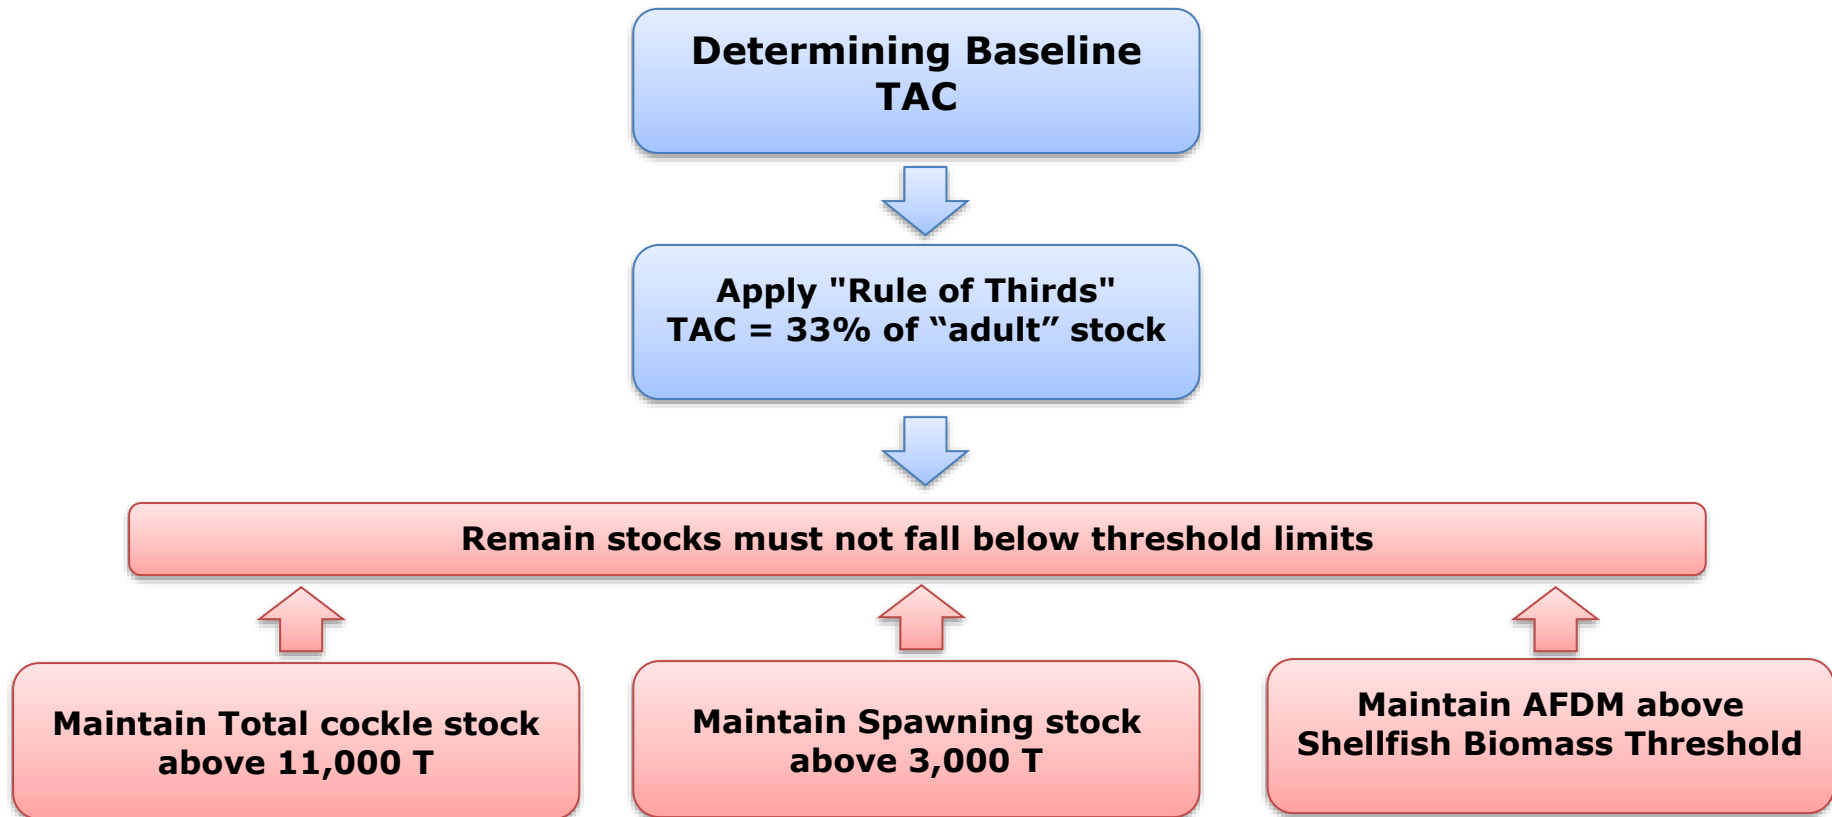 Determining Baseline
TAC
Apply "Rule of Thirds"
TAC = 33% of “adult” stock
Remain stocks must not fall below threshold limits
Maintain Total cockle stock
above 11,000 T
Maintain Spawning stock
above 3,000 T
Maintain AFDM above
Shellfish Biomass Threshold